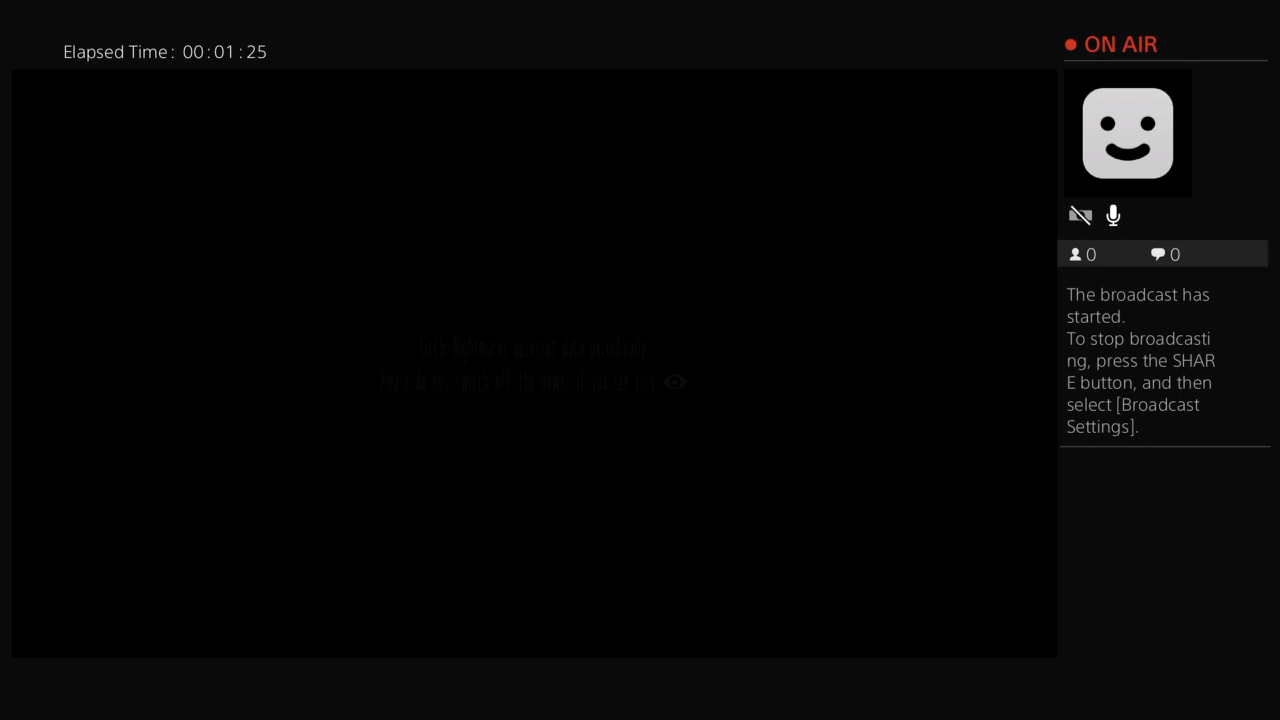 Elapsed Time: 00:01:25
ON AIR
0 0
The broadcast has
started.
To stop broadcasti
ng, press the SHAR
E button, and then
select [Broadcast
Settings].
Little Nightmares accesses data periodically.
Please do not switch off the power if you see this